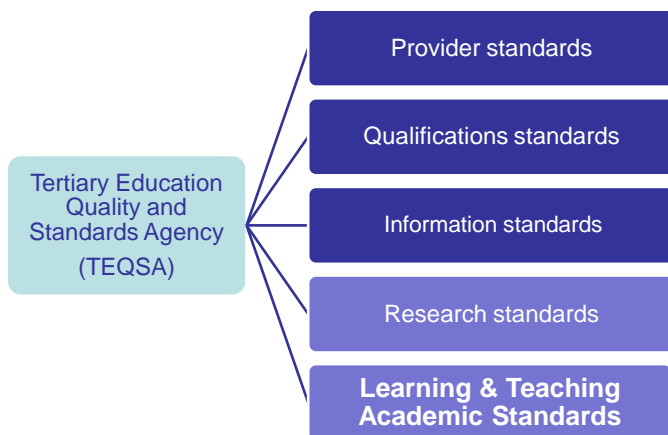 Provider standards
Qualifications standards
Tertiary Education
Quality and
Standards Agency
(TEQSA)
Information standards
Research standards
Learning & Teaching
Academic Standards